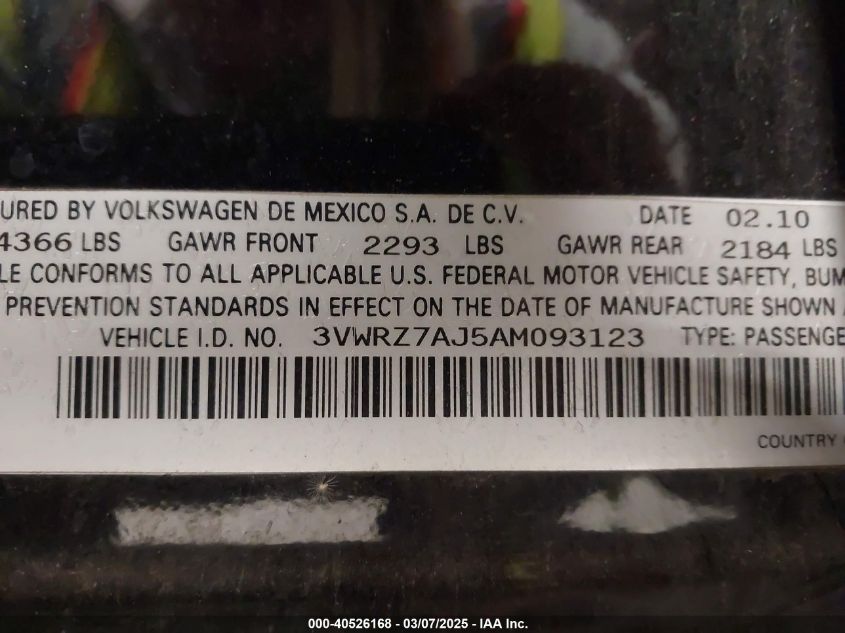 URED BY VOLKSWAGEN DE MEXICO S.A. DE C.V. DATE 02.10
4366 LBS GAWR FRONT 2293 LBS GAWR REAR 2184 LBS
LE CONFORMS TO ALL APPLICABLE U.S. FEDERAL MOTOR VEHICLE SAFETY, BUM
PREVENTION STANDARDS IN EFFECT ON THE DATE OF MANUFACTURE SHOWN A
VEHICLE I.D. NO. 3VWRZ7AJ5AM093123 TYPE: PASSENGE
COUNTRY
000-40526168 - 03/07/2025 - IAA Inc.